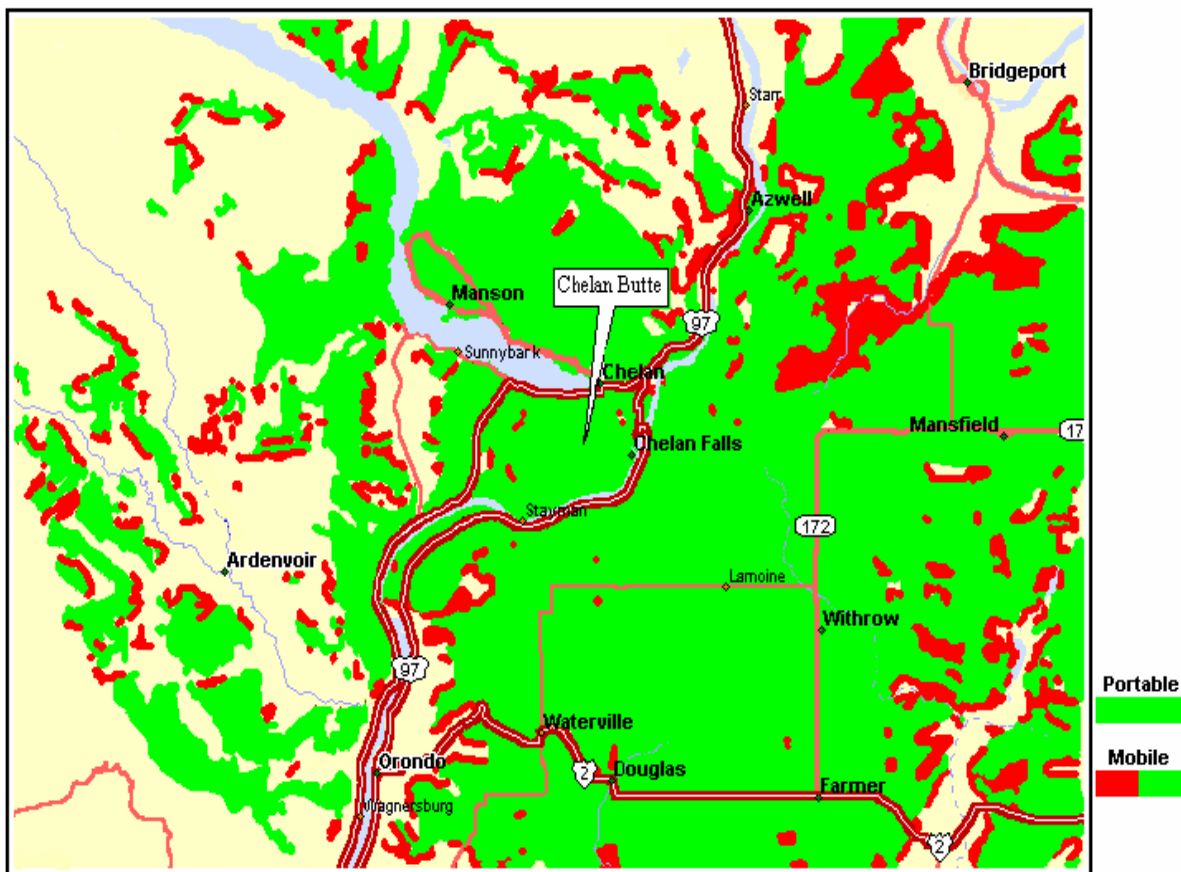 Bridgeport
Starr
Azwell
Chelan Butte
Manson
97
Sunnybark
Chelan
Mansfield
17
Chelan Falls
Stayman
172
Ardenvoir
Lamoine
Withrow
97
Portable
Waterville
Mobile
Orondo
2
Douglas
Farmer
Wagnersburg
2